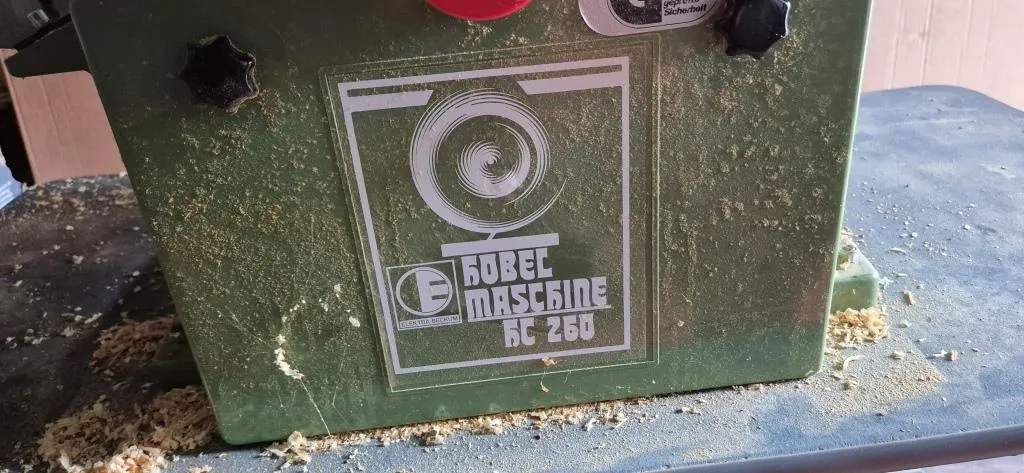 geprüfte
Sicherheit
HOBEL
MASCHINE
HC 260
ELEKTRA BECKUM